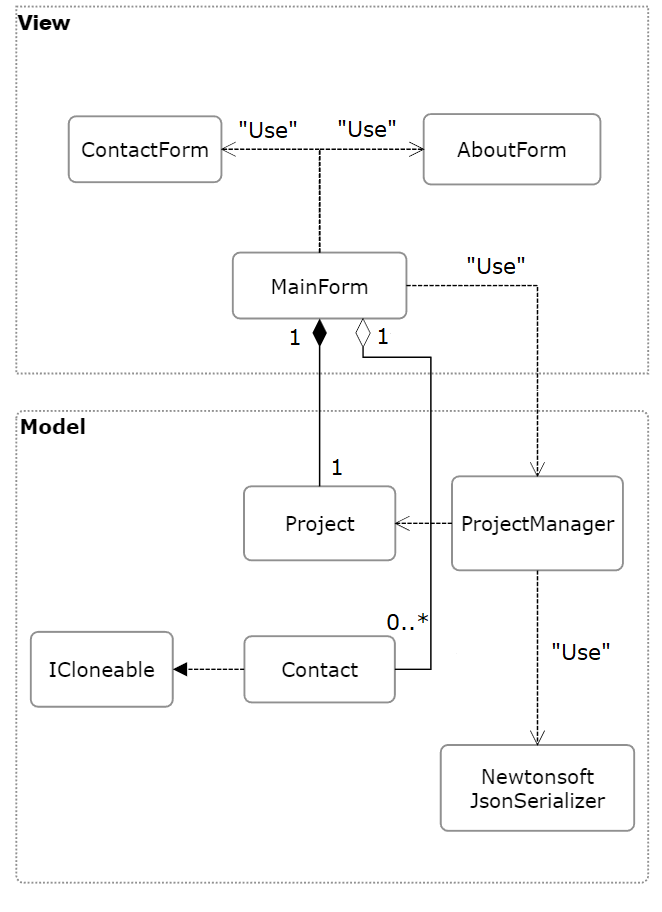 View
"Use"
"Use"
ContactForm
AboutForm
MainForm
"Use"
1
1
Model
1
Project
ProjectManager
0..*
ICloneable
Contact
"Use"
Newtonsoft
JsonSerializer